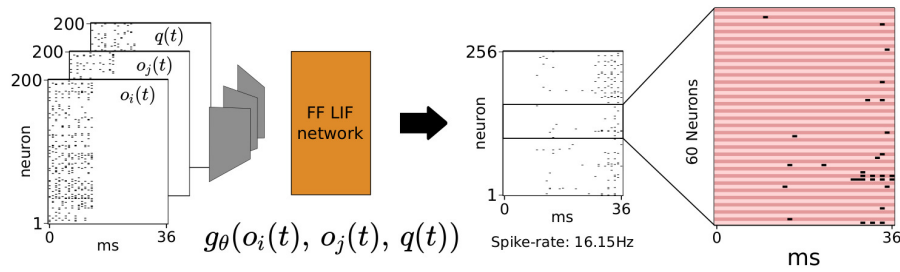 200
q(t)
200
o_j(t)
200
o_i(t)
neuron
1
0
36
ms
FF LIF
network
g_θ(o_i(t), o_j(t), q(t))
256
neuron
1
0
36
ms
Spike-rate: 16.15Hz
60 Neurons
0
36
ms